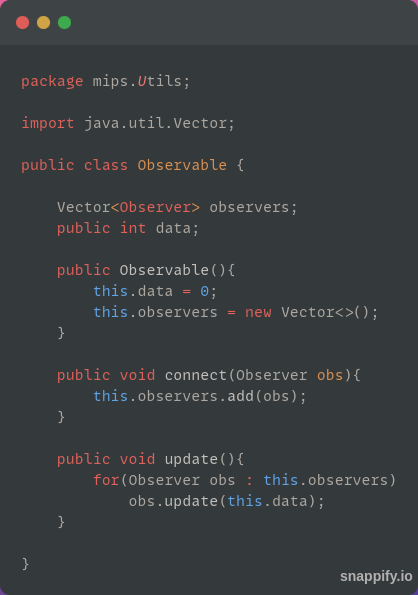 package mips.Utils;
import java.util.Vector;
public class Observable {
    Vector<Observer> observers;
    public int data;
    public Observable(){
        this.data = 0;
        this.observers = new Vector<>();
    }
    public void connect(Observer obs){
        this.observers.add(obs);
    }
    public void update(){
        for(Observer obs : this.observers)
            obs.update(this.data);
    }
}
snappify.io